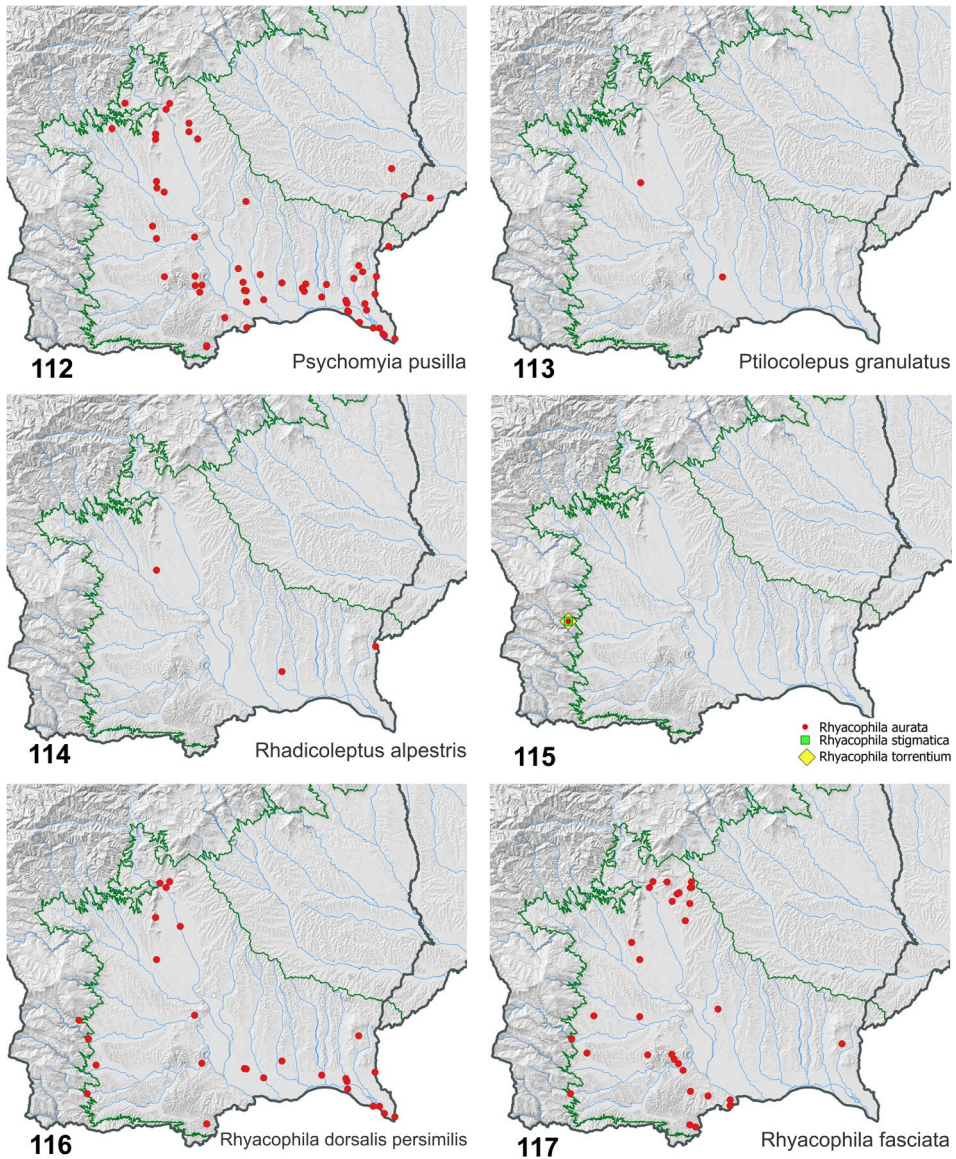 112
Psychomyia pusilla
113
Ptilocolepus granulatus
114
Rhadicoleptus alpestris
115
Rhyacophila aurata
Rhyacophila stigmatica
Rhyacophila torrentium
116
Rhyacophila dorsalis persimilis
117
Rhyacophila fasciata